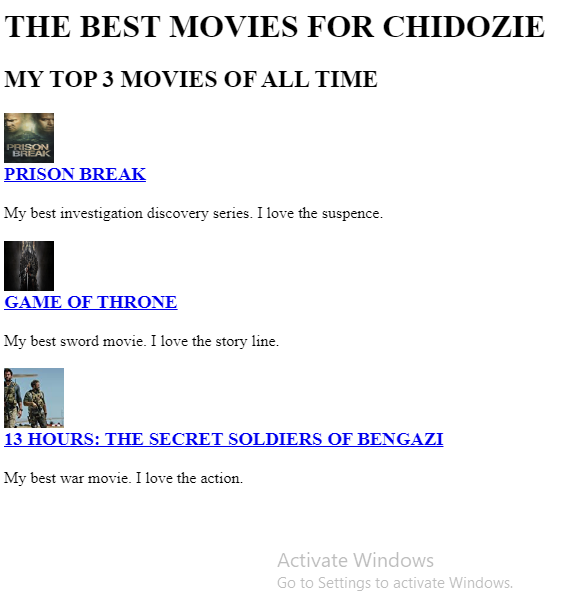 THE BEST MOVIES FOR CHIDOZIE
MY TOP 3 MOVIES OF ALL TIME
PRISON
BREAK
PRISON BREAK
My best investigation discovery series. I love the suspence.
GAME OF THRONE
My best sword movie. I love the story line.
13 HOURS: THE SECRET SOLDIERS OF BENGAZI
My best war movie. I love the action.
Activate Windows
Go to Settings to activate Windows.